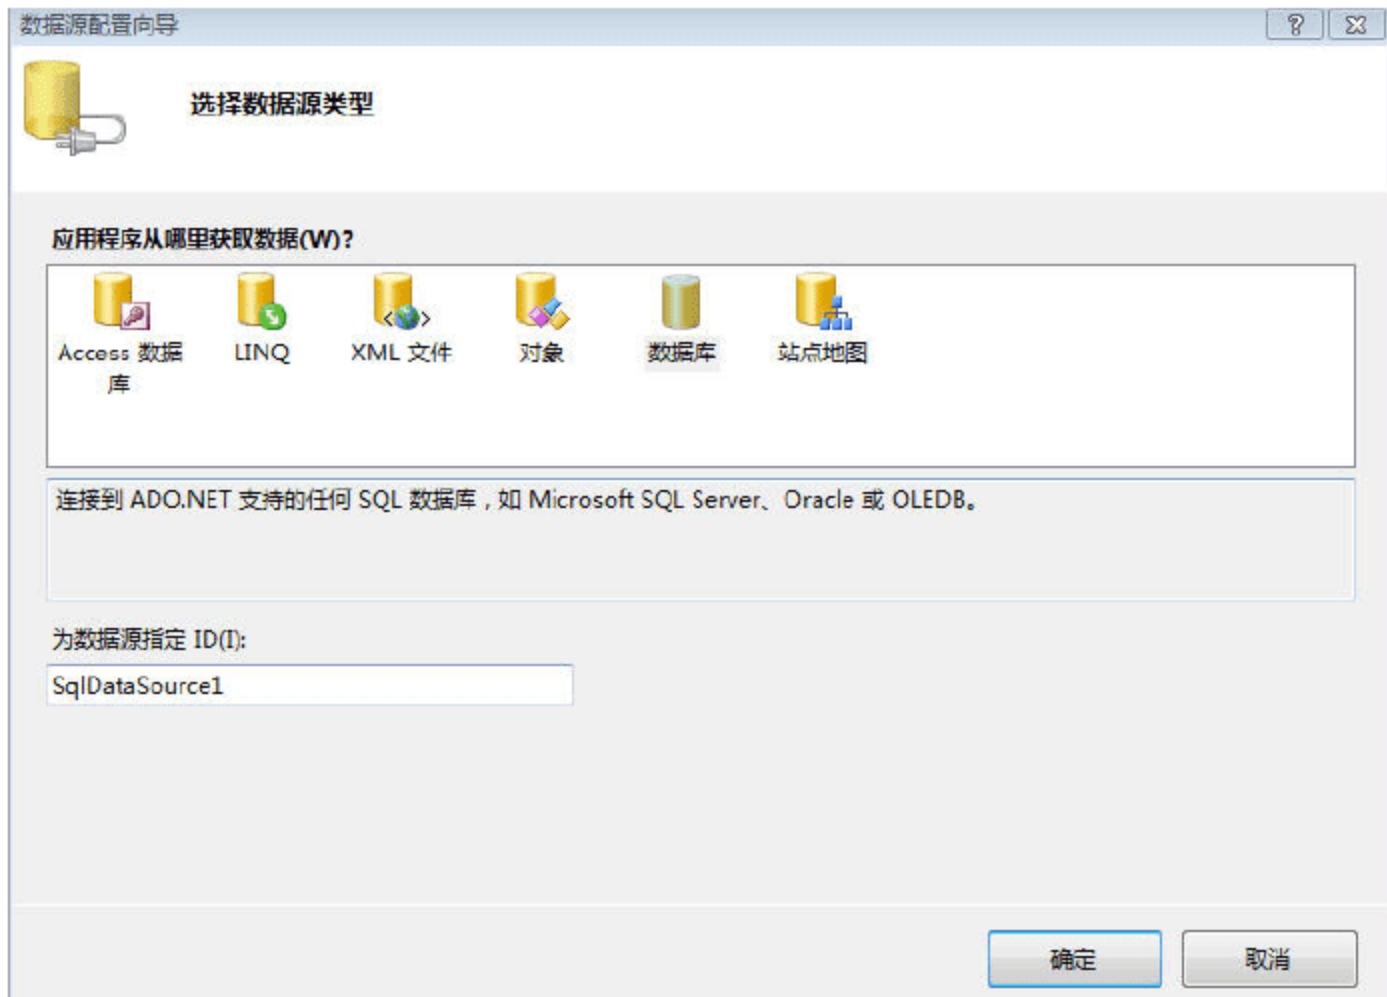 数据源配置向导
选择数据源类型
应用程序从哪里获取数据(W)?
Access 数据
库
LINQ
XML 文件
对象
数据库
站点地图
连接到 ADO.NET 支持的任何 SQL 数据库，如 Microsoft SQL Server、Oracle 或 OLEDB。
为数据源指定 ID(I):
SqlDataSource1
确定
取消